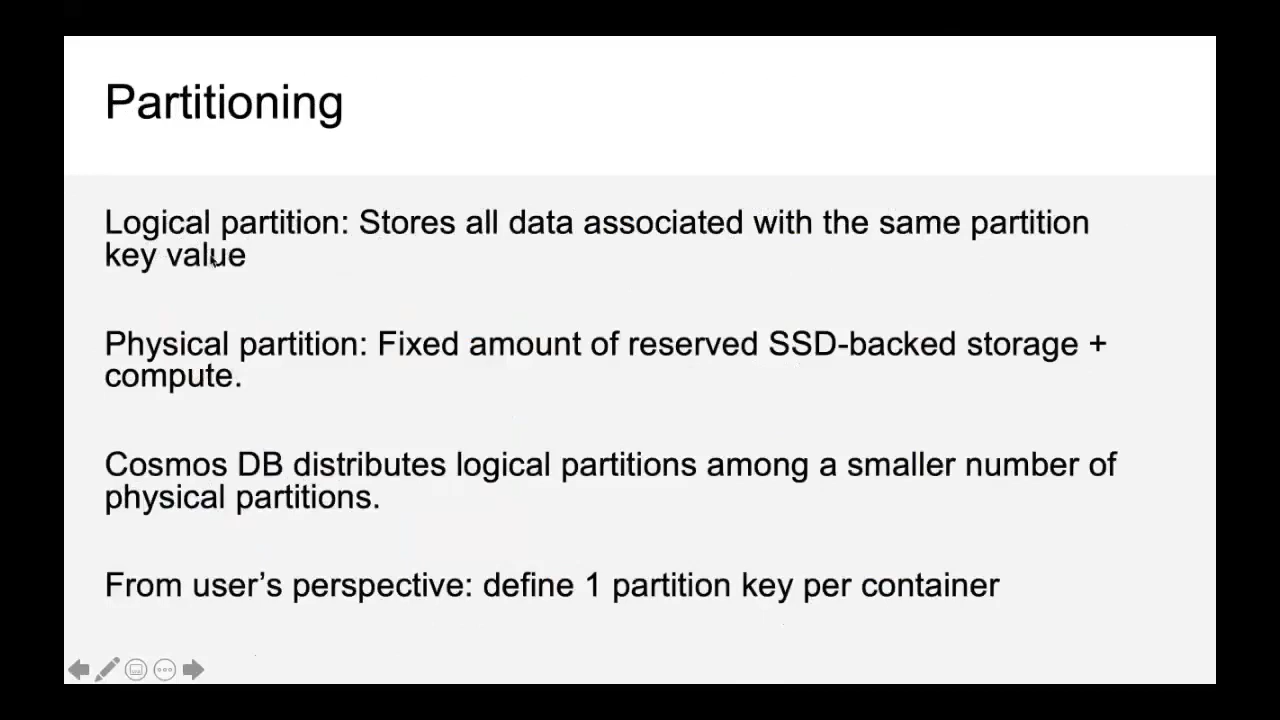 Partitioning
Logical partition: Stores all data associated with the same partition
key value
Physical partition: Fixed amount of reserved SSD-backed storage +
compute.
Cosmos DB distributes logical partitions among a smaller number of
physical partitions.
From user’s perspective: define 1 partition key per container